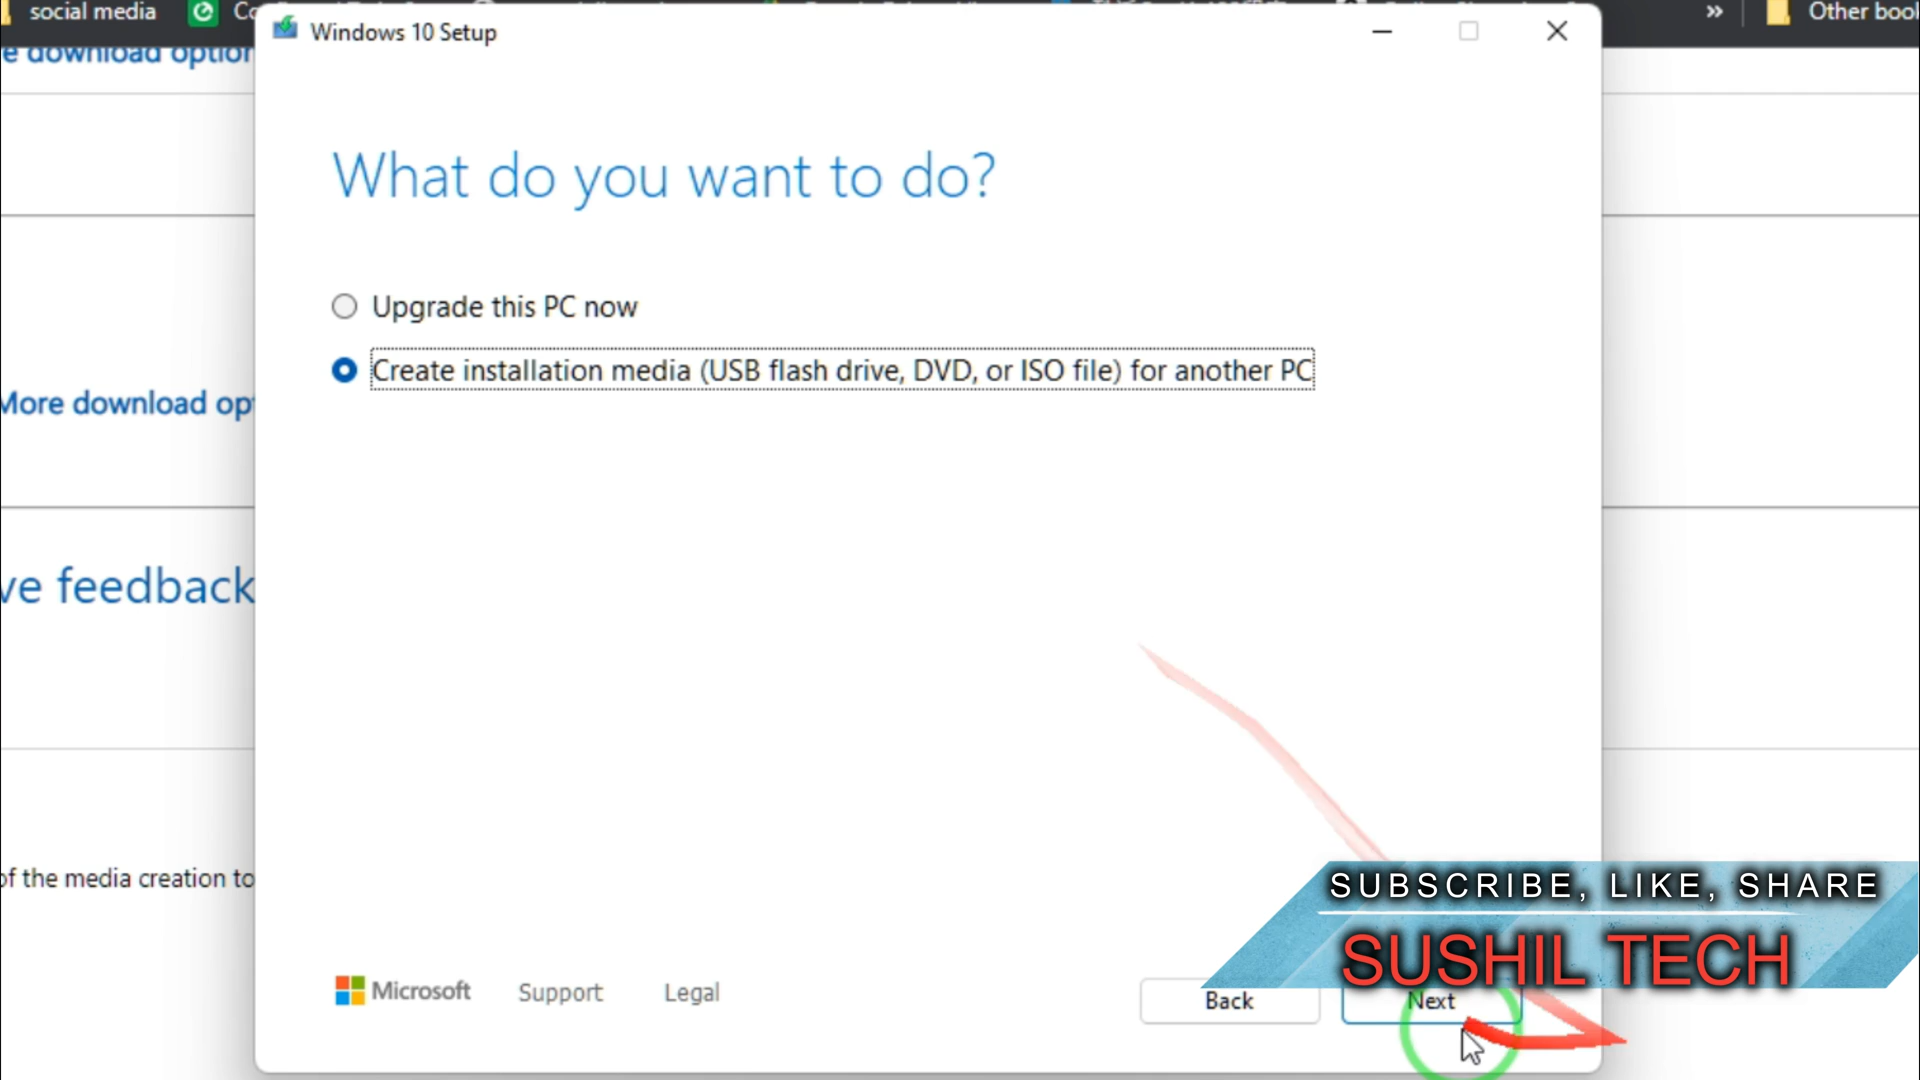 social media
Other book
Windows 10 Setup
e download option
What do you want to do?
Upgrade this PC now
Create installation media (USB flash drive, DVD, or ISO file) for another PC
More download op
ve feedback
of the media creation to
SUBSCRIBE, LIKE, SHARE
SUSHIL TECH
Microsoft
Support
Legal
Back
Next